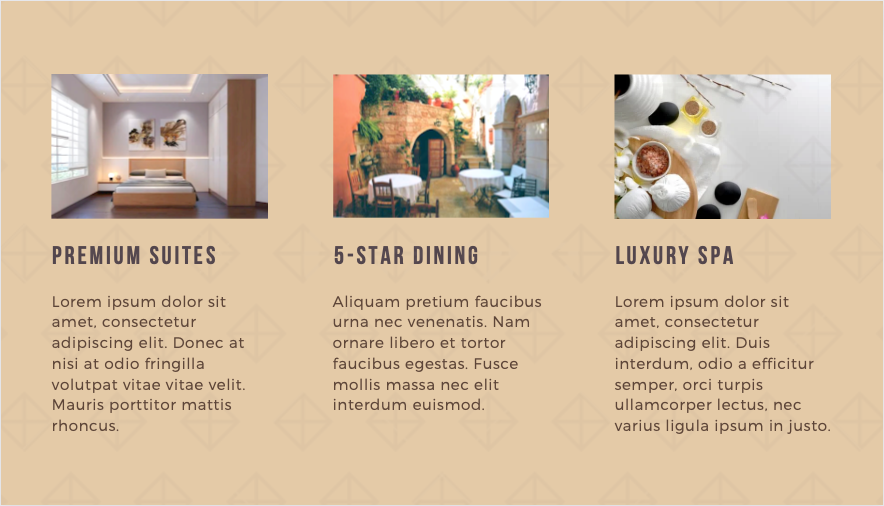 PREMIUM SUITES
Lorem ipsum dolor sit
amet, consectetur
adipiscing elit. Donec at
nisi at odio fringilla
volutpat vitae vitae velit.
Mauris porttitor mattis
rhoncus.
5-STAR DINING
Aliquam pretium faucibus
urna nec venenatis. Nam
ornare libero et tortor
faucibus egestas. Fusce
mollis massa nec elit
interdum euismod.
LUXURY SPA
Lorem ipsum dolor sit
amet, consectetur
adipiscing elit. Duis
interdum, odio a efficitur
semper, orci turpis
ullamcorper lectus, nec
varius ligula ipsum in justo.